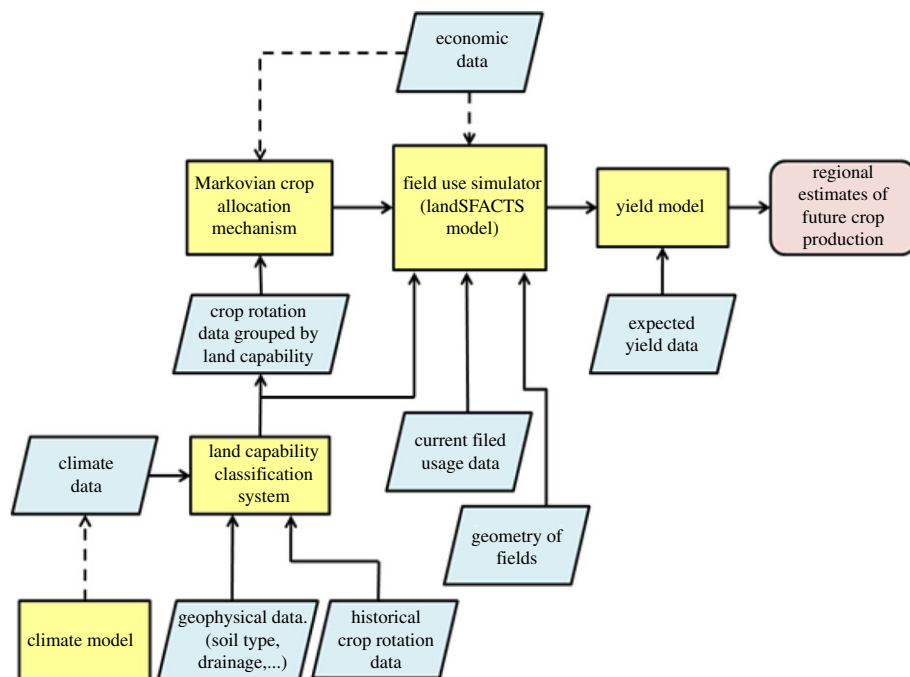 economic
data
Markovian crop
allocation
mechanism
field use simulator
(landSFACTS
model)
yield model
regional
estimates of
future crop
production
crop rotation
data grouped by
land capability
expected
yield data
climate
data
land capability
classification
system
current filed
usage data
geometry of
fields
climate model
geophysical data.
(soil type,
drainage,...)
historical
crop rotation
data